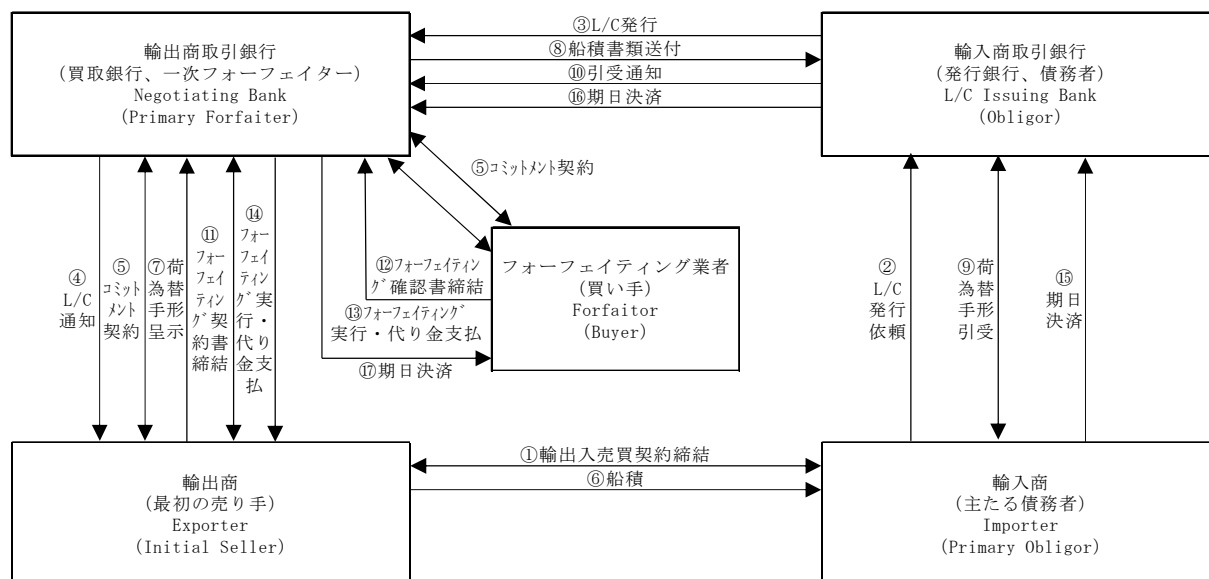 ③L/C発行
⑧船積書類送付
⑩引受通知
⑯期日決済
輸出商取引銀行
(買取銀行、一次フォーフェイター)
Negotiating Bank
(Primary Forfaiter)
輸入商取引銀行
(発行銀行、債務者)
L/C Issuing Bank
(Obligor)
⑤コミットメント契約
④
L/C
通知
⑤
コミット
メント
契約
⑦荷
為替
手形
呈示
⑪
フォー
フェイ
ティン
グ契
約書
締結
⑭
フォー
フェイ
ティン
グ実
行・
代り
金支
払
⑫フォーフェイティン
グ確認書締結
⑬フォーフェイティング
実行・代り金支払
⑰期日決済
フォーフェイティング業者
(買い手)
Forfaitor
(Buyer)
②
L/C
発行
依頼
⑨荷
為替
手形
引受
⑮
期日
決済
①輸出入売買契約締結
⑥船積
輸出商
(最初の売り手)
Exporter
(Initial Seller)
輸入商
(主たる債務者)
Importer
(Primary Obligor)